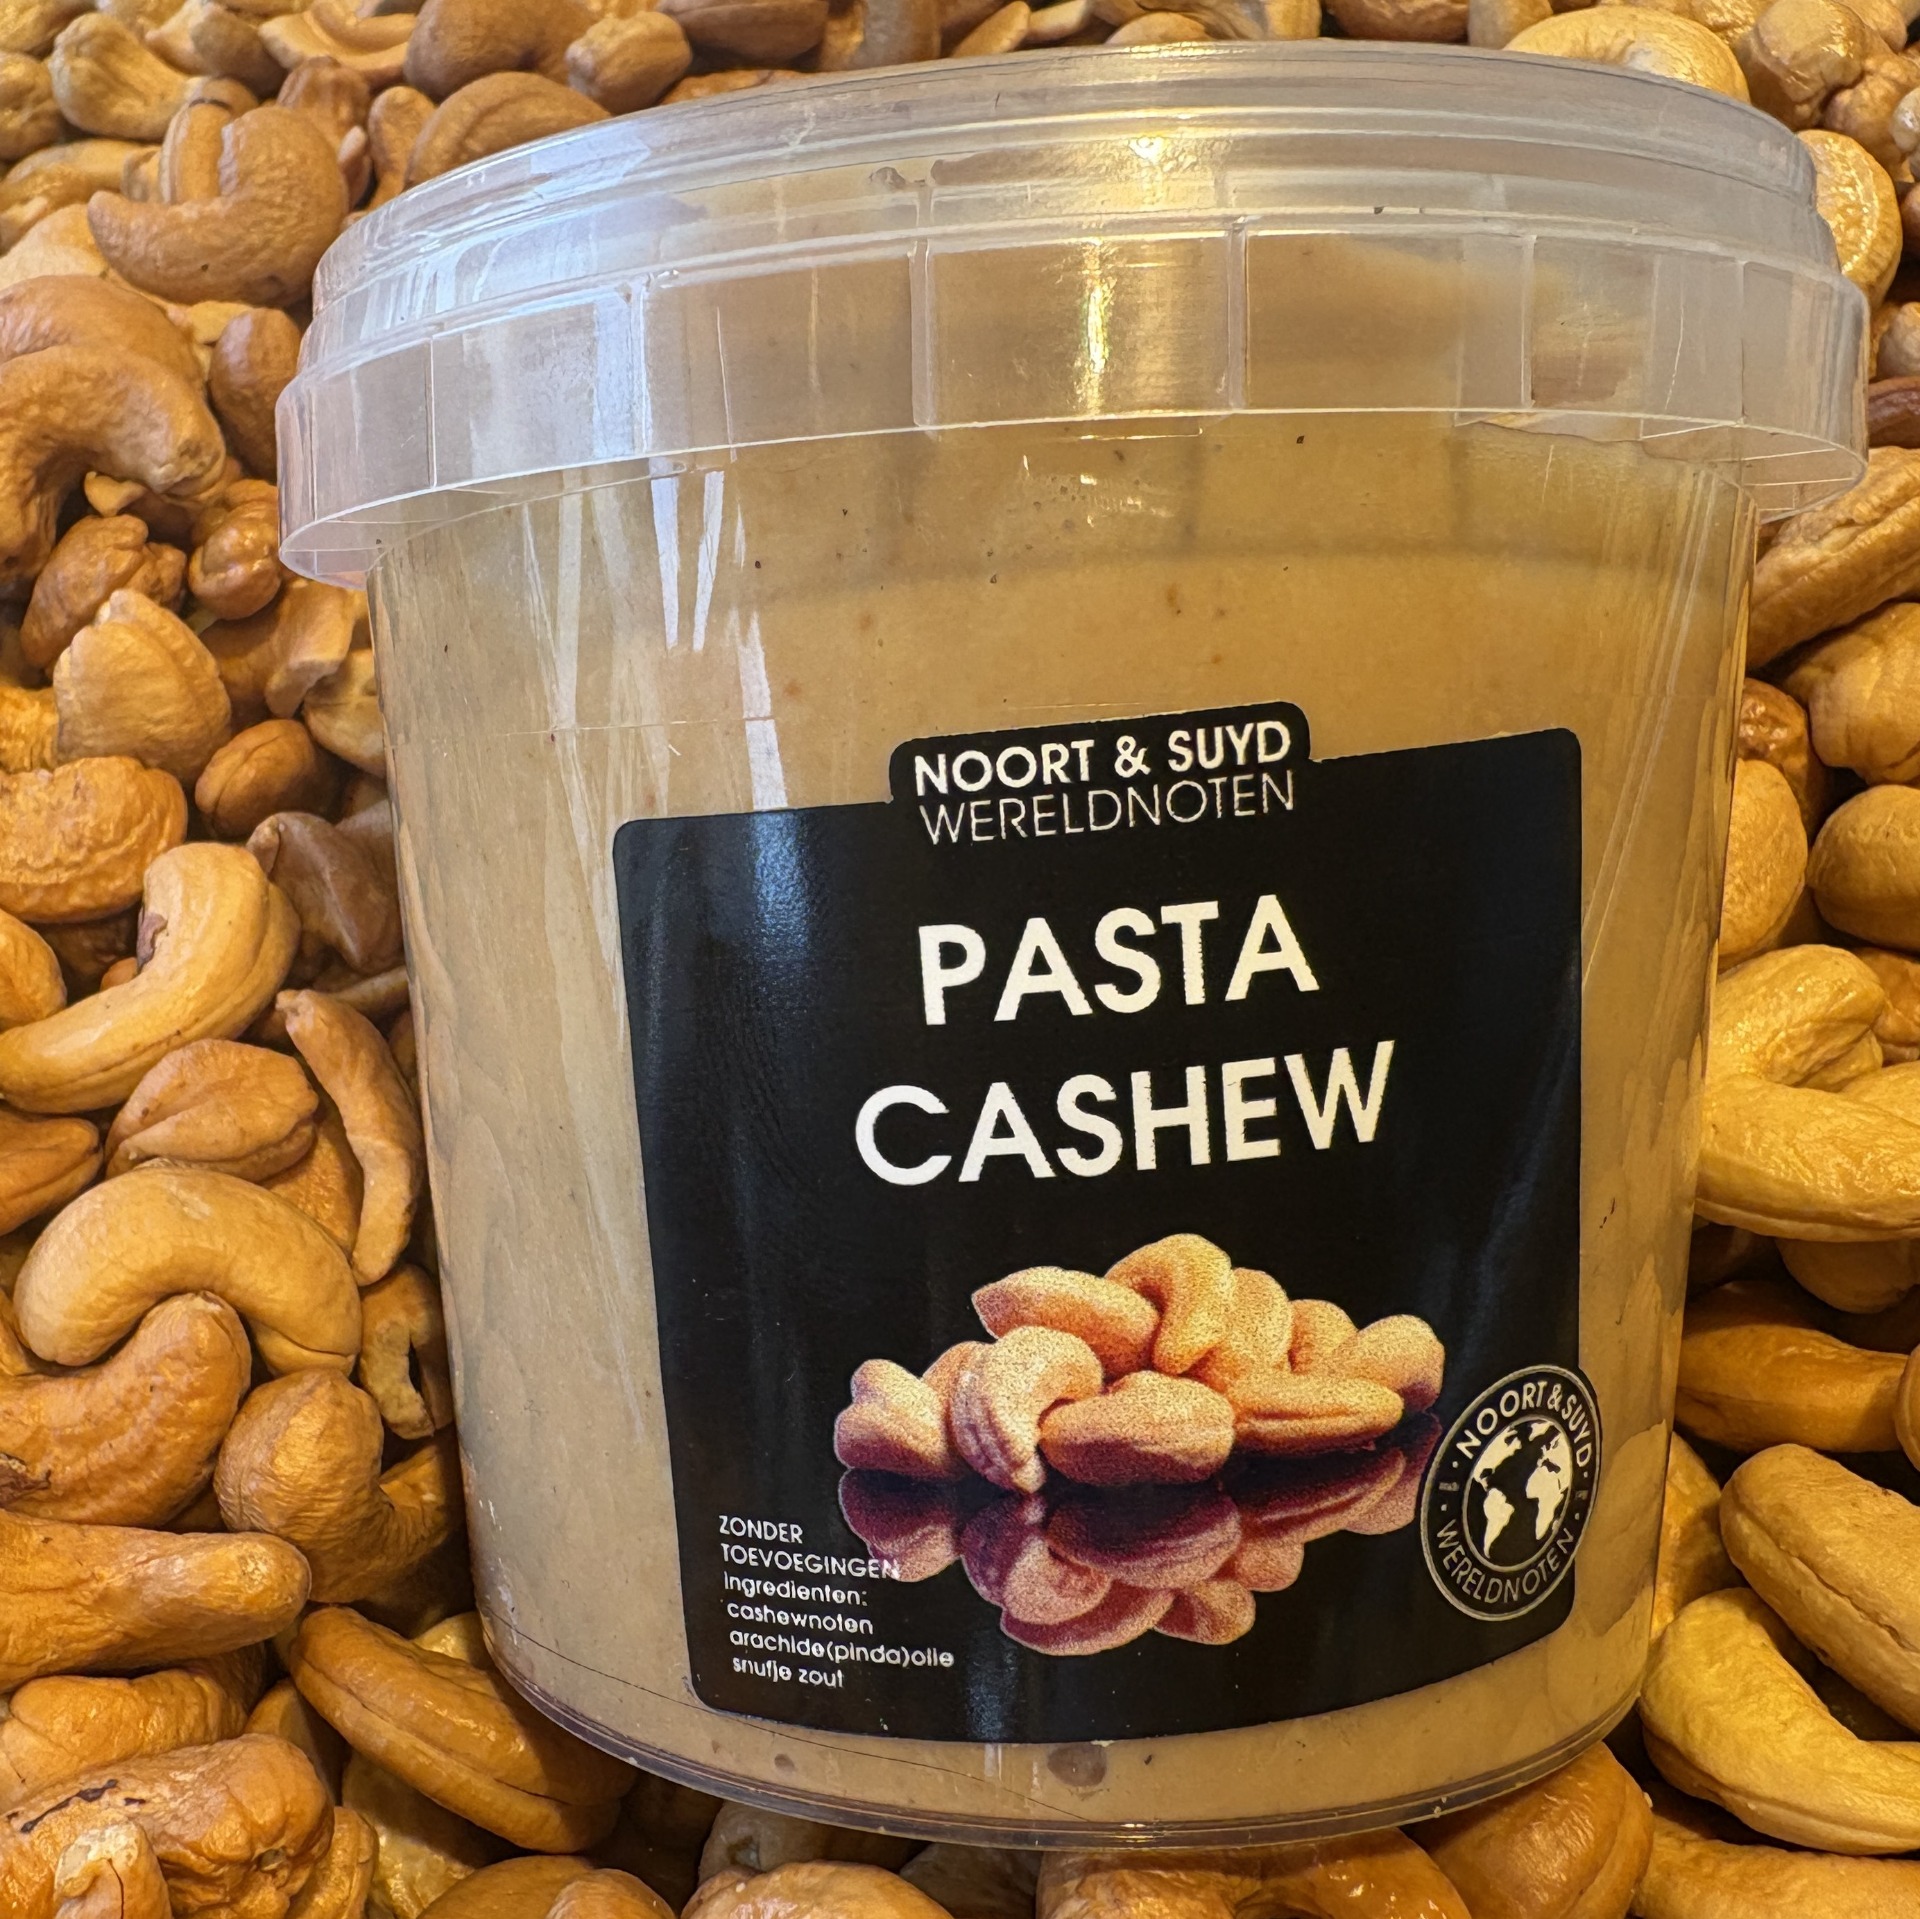 NOORT & SUYD
WERELDNOTEN
PASTA
CASHEW
ZONDER
TOEVOEGINGEN
Ingredienten:
cashewnoten
arachide(pinda)olie
snufje zout
NOORT & SUYD
WERELDNOTEN